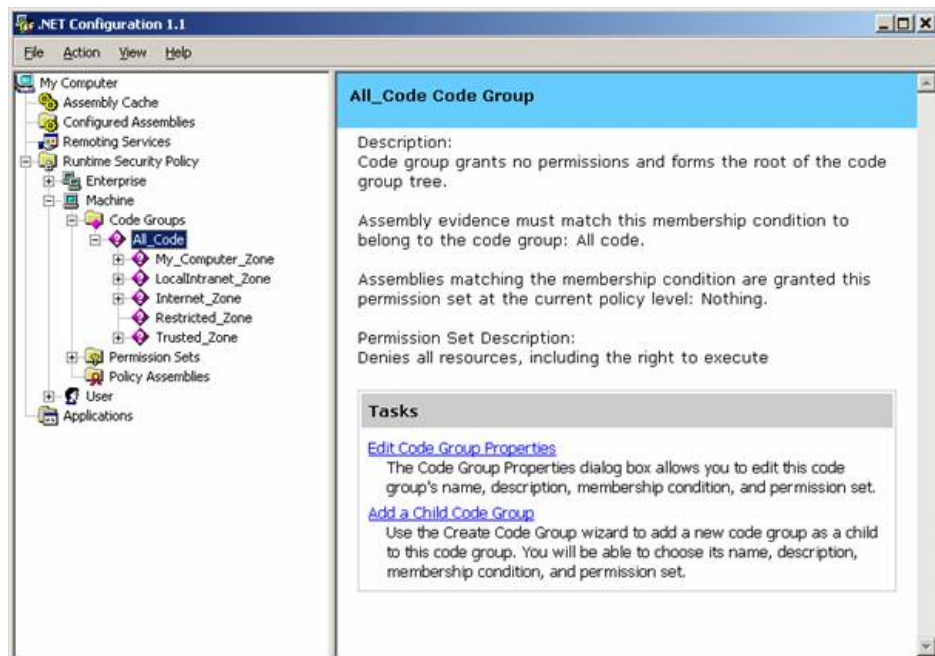 .NET Configuration 1.1
File Action View Help
My Computer
Assembly Cache
Configured Assemblies
Remoting Services
Runtime Security Policy
Enterprise
Machine
Code Groups
All_Code
My_Computer_Zone
LocalIntranet_Zone
Internet_Zone
Restricted_Zone
Trusted_Zone
Permission Sets
Policy Assemblies
User
Applications
All_Code Code Group
Description:
Code group grants no permissions and forms the root of the code
group tree.
Assembly evidence must match this membership condition to
belong to the code group: All code.
Assemblies matching the membership condition are granted this
permission set at the current policy level: Nothing.
Permission Set Description:
Denies all resources, including the right to execute
Tasks
Edit Code Group Properties
The Code Group Properties dialog box allows you to edit this code
group's name, description, membership condition, and permission set.
Add a Child Code Group
Use the Create Code Group wizard to add a new code group as a child
to this code group. You will be able to choose its name, description,
membership condition, and permission set.